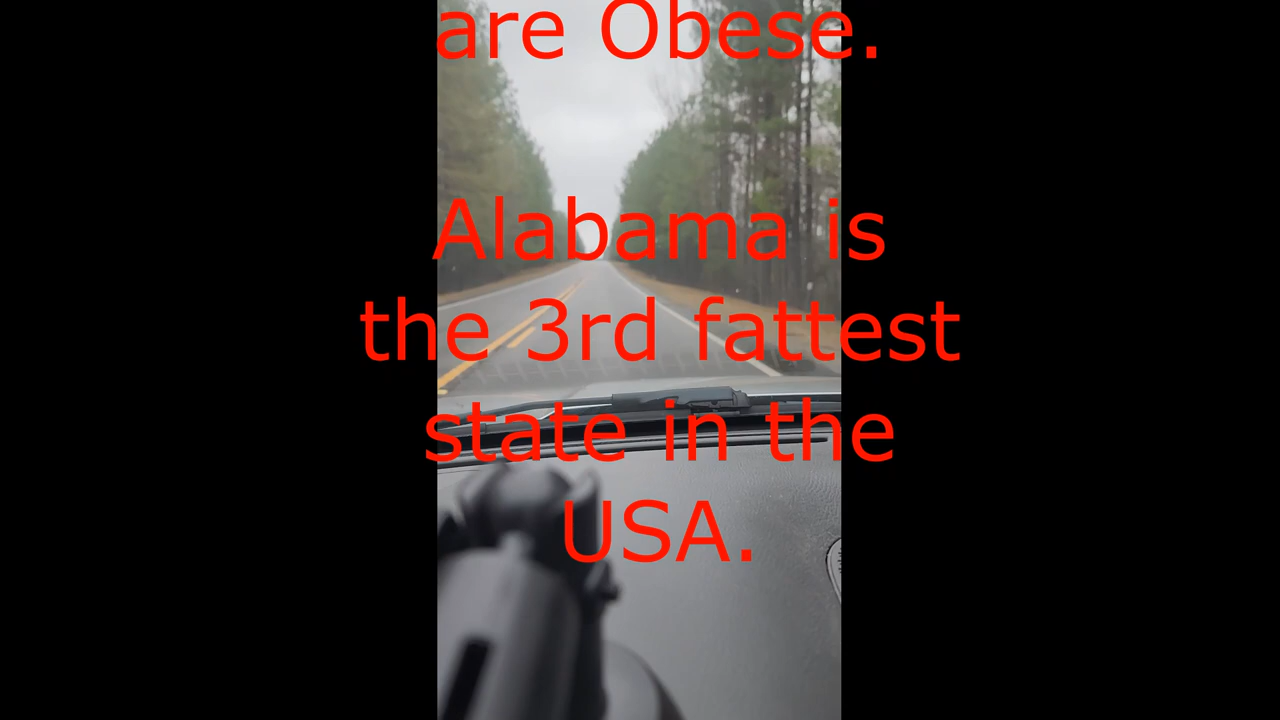 are Obese.
Alabama is
the 3rd fattest
state in the
USA.